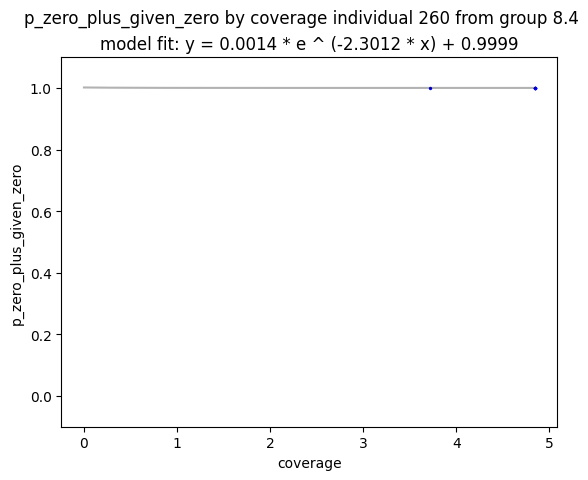 p_zero_plus_given_zero by coverage individual 260 from group 8.4
model fit: y = 0.0014 * e ^ (-2.3012 * x) + 0.9999
1.0
0.8
0.6
0.4
0.2
0.0
p_zero_plus_given_zero
0 1 2 3 4 5
coverage